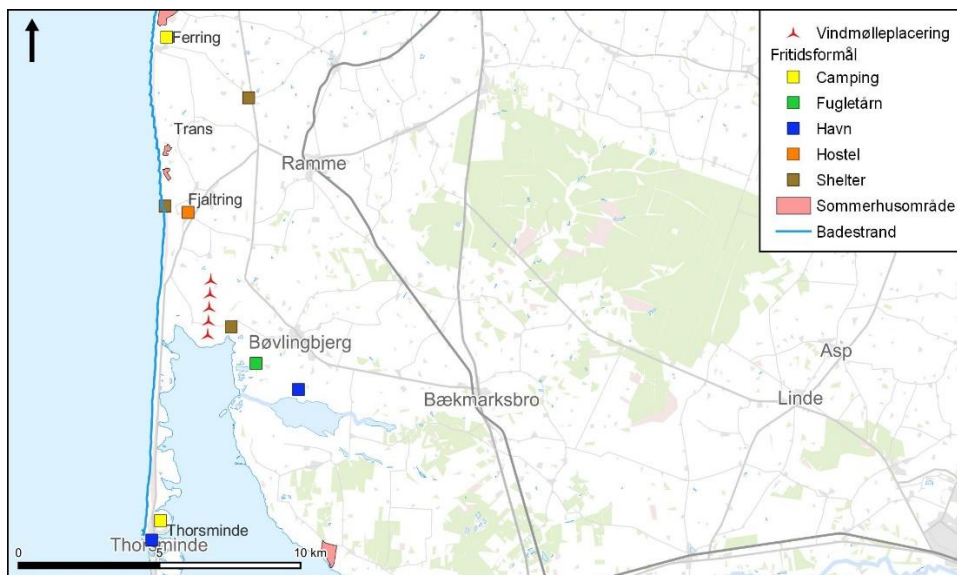 Ferring
Trans
Ramme
Fjaltring
Bøvlingbjerg
Bækmarksbro
Asp
Linde
Thorsminde
Thorsminde
0 5 10 km
Vindmølleplacering
Fritidsformål
Camping
Fugletårn
Havn
Hostel
Shelter
Sommerhusområde
Badestrand